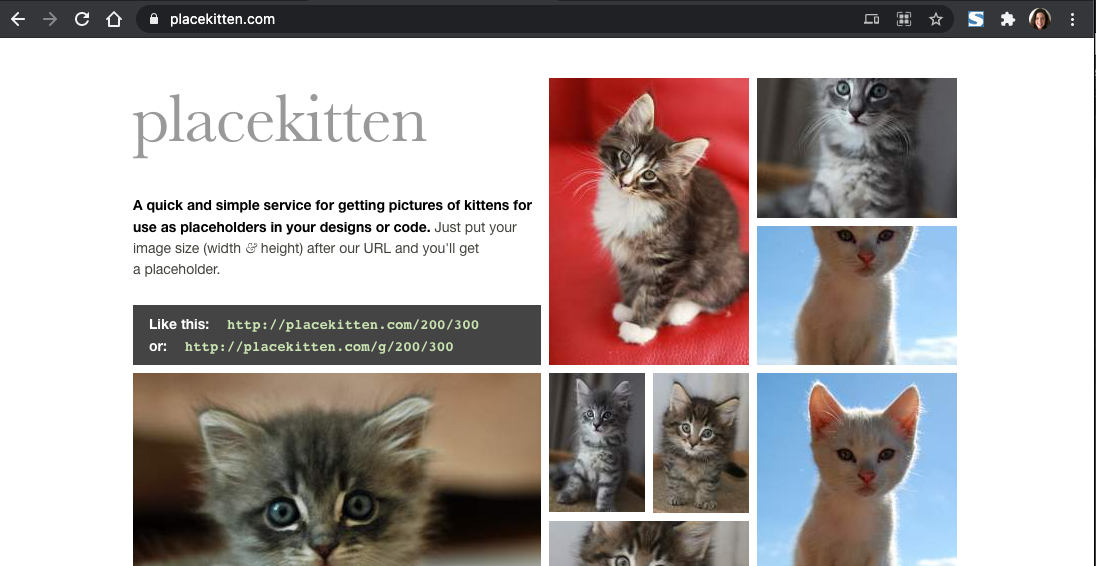 placekitten.com
placekitten
A quick and simple service for getting pictures of kittens for
use as placeholders in your designs or code. Just put your
image size (width & height) after our URL and you'll get
a placeholder.
Like this: http://placekitten.com/200/300
or: http://placekitten.com/g/200/300